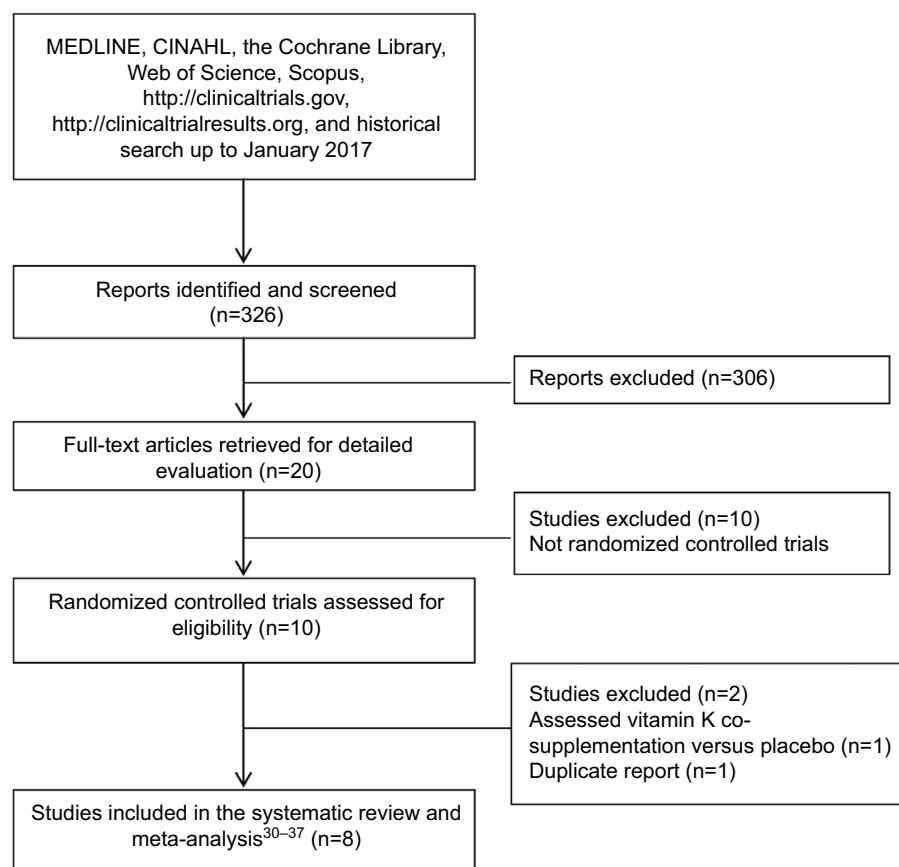 MEDLINE, CINAHL, the Cochrane Library,
Web of Science, Scopus,
http://clinicaltrials.gov,
http://clinicaltrialresults.org, and historical
search up to January 2017
Reports identified and screened
(n=326)
Reports excluded (n=306)
Full-text articles retrieved for detailed
evaluation (n=20)
Studies excluded (n=10)
Not randomized controlled trials
Randomized controlled trials assessed for
eligibility (n=10)
Studies excluded (n=2)
Assessed vitamin K co-
supplementation versus placebo (n=1)
Duplicate report (n=1)
Studies included in the systematic review and
meta-analysis³⁰⁻³⁷ (n=8)